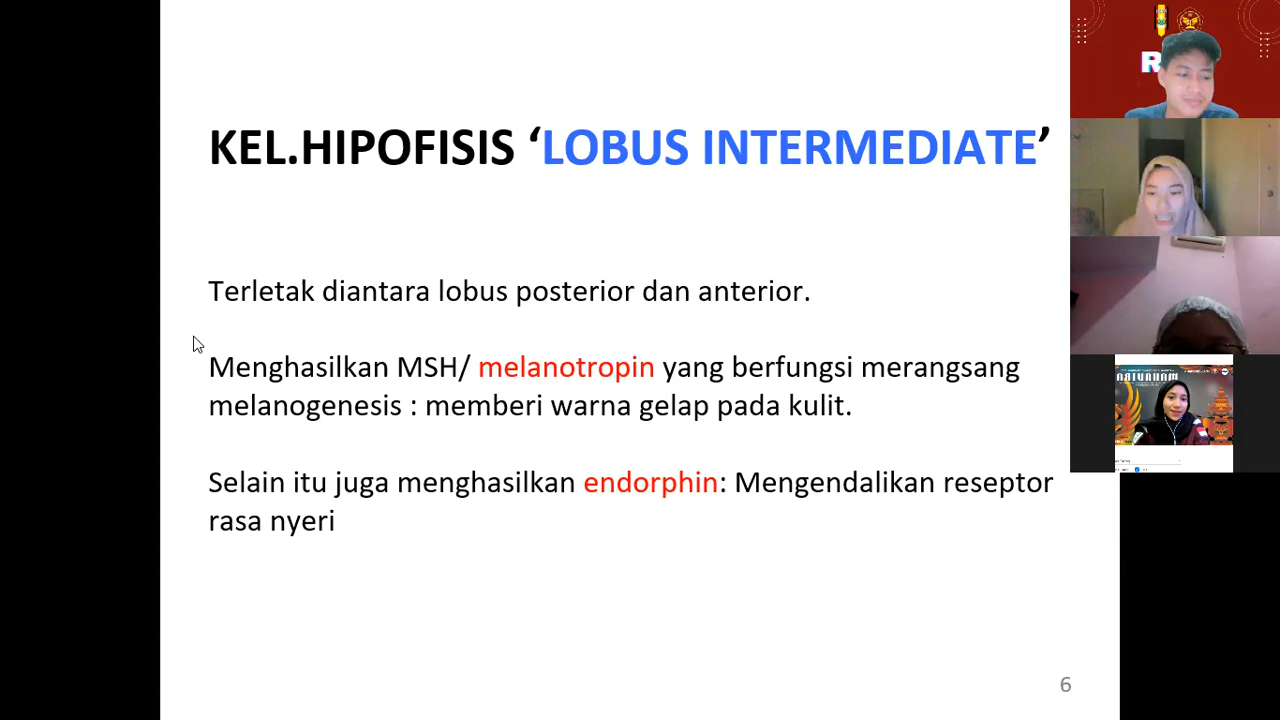 KEL.HIPOFISIS ‘LOBUS INTERMEDIATE’
Terletak diantara lobus posterior dan anterior.
Menghasilkan MSH/ melanotropin yang berfungsi merangsang
melanogenesis : memberi warna gelap pada kulit.
Selain itu juga menghasilkan endorphin: Mengendalikan reseptor
rasa nyeri
6